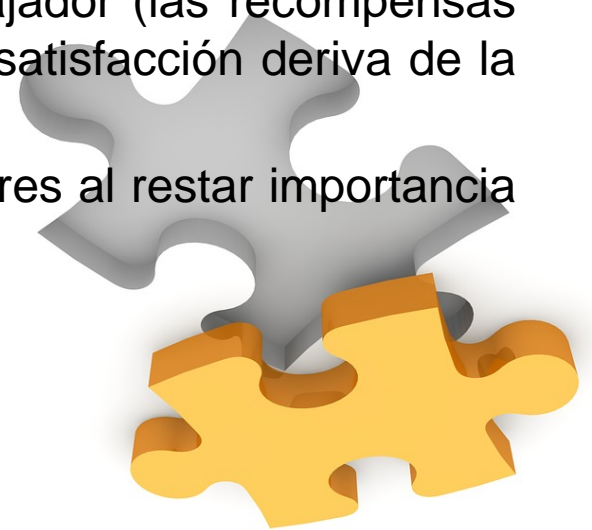 ajador (las recompensas
satisfacción deriva de la
res al restar importancia